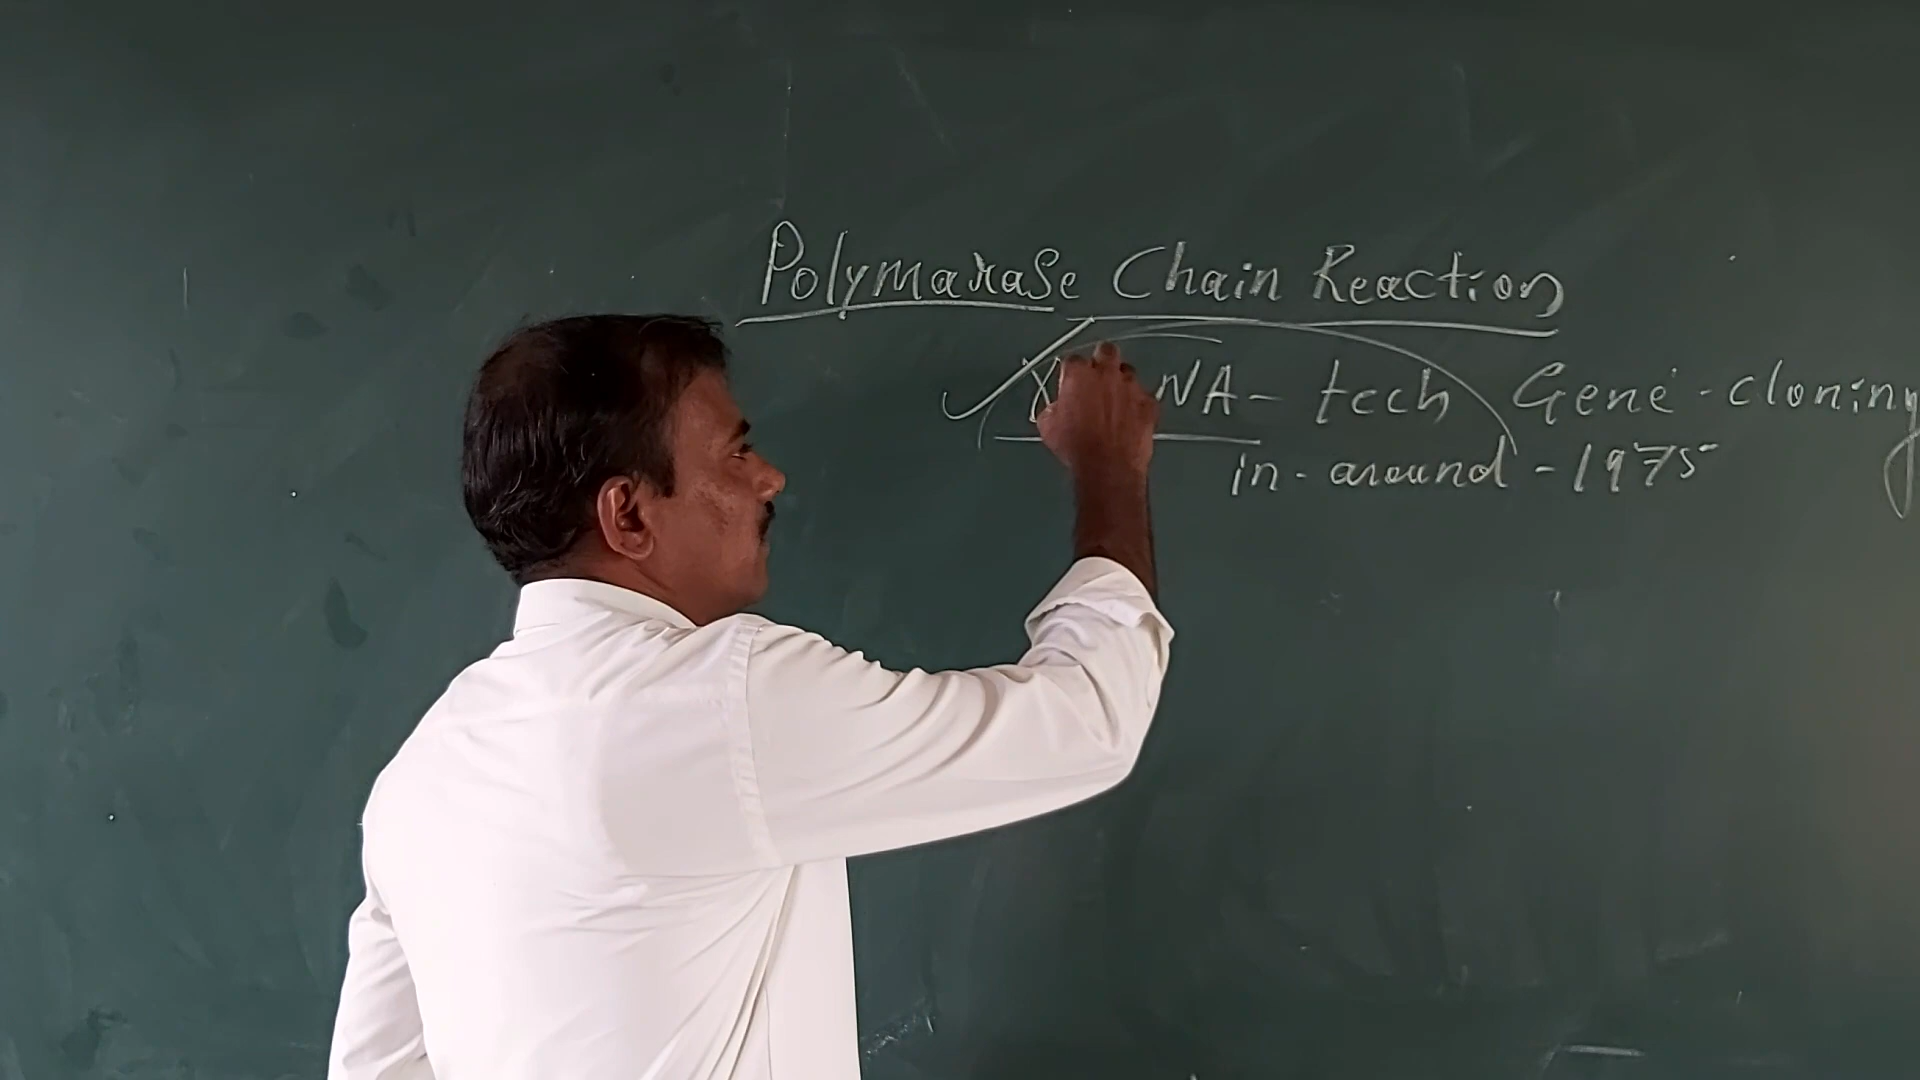 Polymarase Chain Reaction
NA - tech Gene - cloning
in - around - 1975